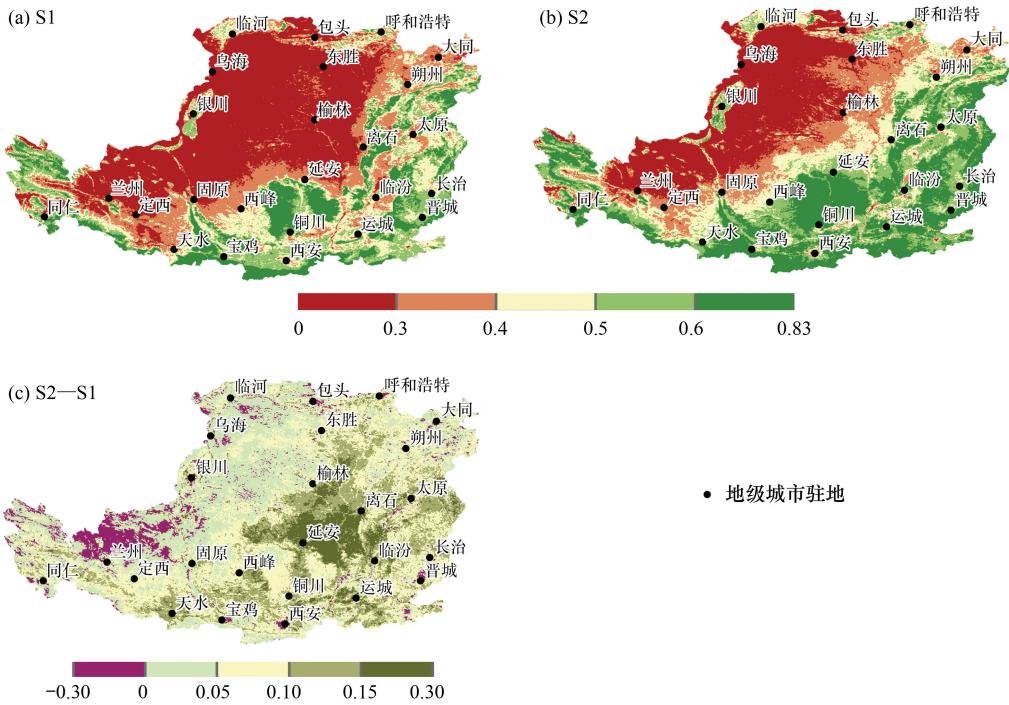 (a) S1
临河
包头
呼和浩特
大同
乌海
东胜
朔州
银川
榆林
太原
离石
延安
兰州
固原
西峰
临汾
长治
同仁
定西
铜川
运城
晋城
天水
宝鸡
西安
(b) S2
临河
包头
呼和浩特
大同
乌海
东胜
朔州
银川
榆林
太原
离石
延安
兰州
固原
西峰
临汾
长治
同仁
定西
铜川
运城
晋城
天水
宝鸡
西安
0 0.3 0.4 0.5 0.6 0.83
(c) S2—S1
临河
包头
呼和浩特
大同
乌海
东胜
朔州
银川
榆林
太原
离石
延安
兰州
固原
西峰
临汾
长治
同仁
定西
铜川
运城
晋城
天水
宝鸡
西安
−0.30 0 0.05 0.10 0.15 0.30
地级城市驻地